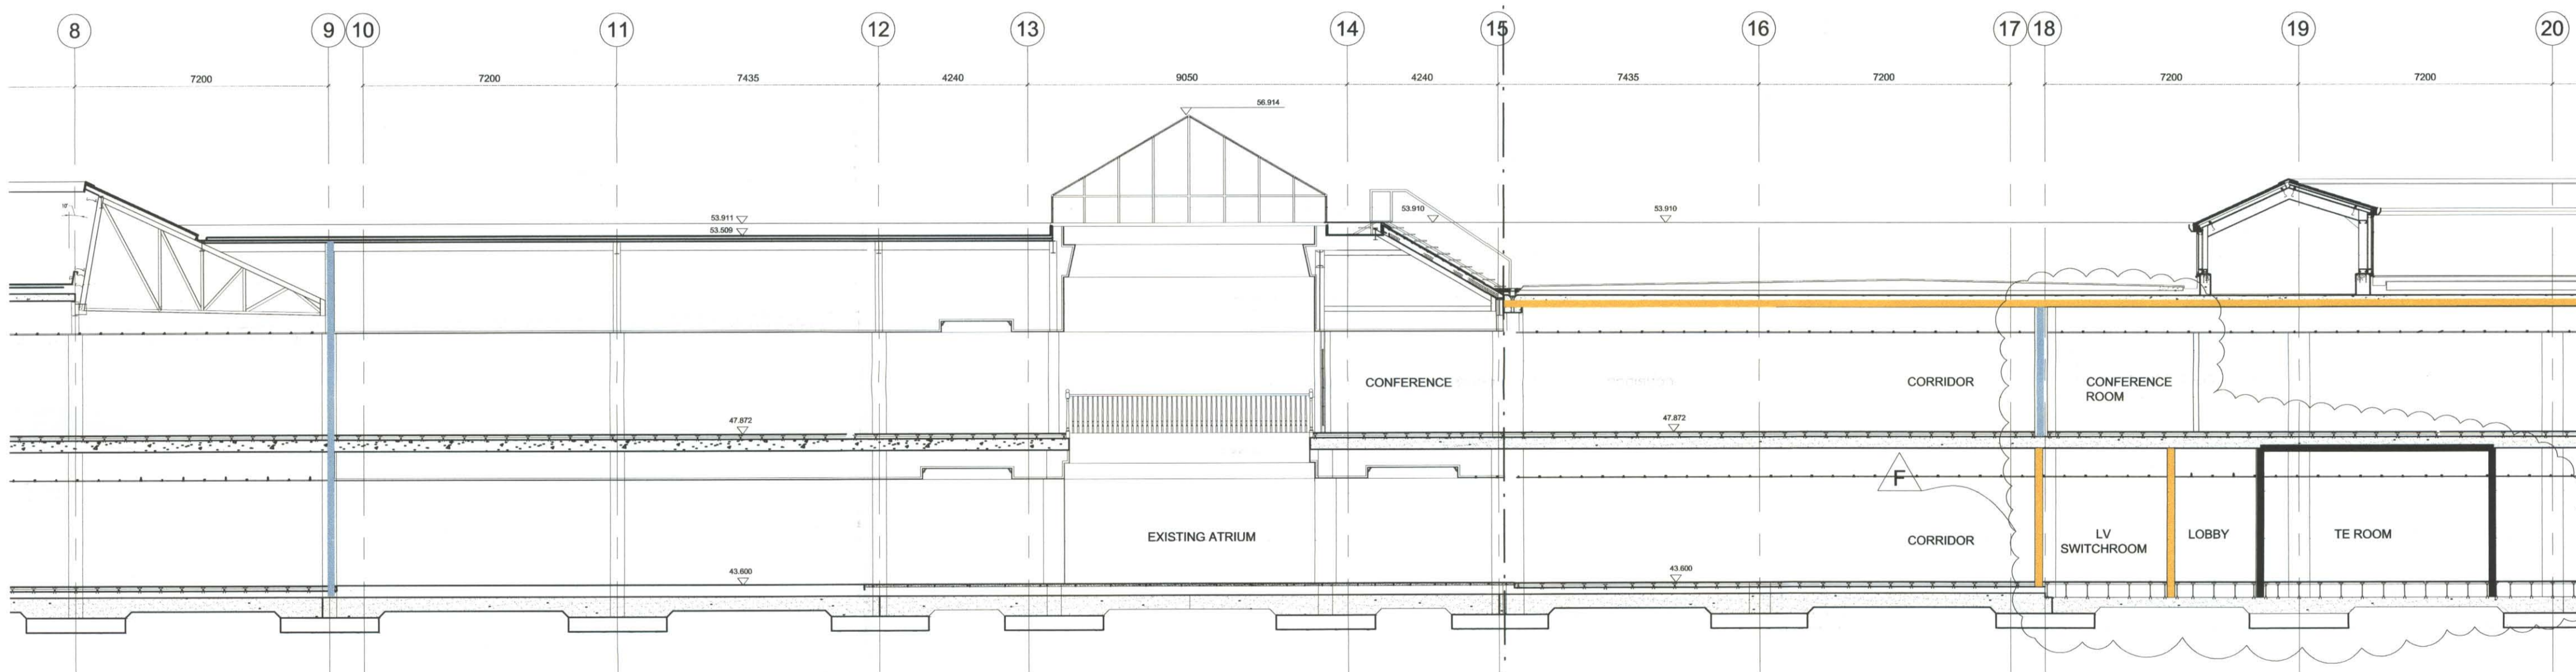 8 9 10 11 12 13 14 15 16 17 18 19 20
7200 7200 7435 4240 9050 4240 7435 7200 7200 7200
56.914
53.911 53.910 53.910
53.509
CONFERENCE CORRIDOR CONFERENCE
ROOM
47.872 47.872
F
EXISTING ATRIUM CORRIDOR LV
SWITCHROOM LOBBY TE ROOM
43.600 43.600